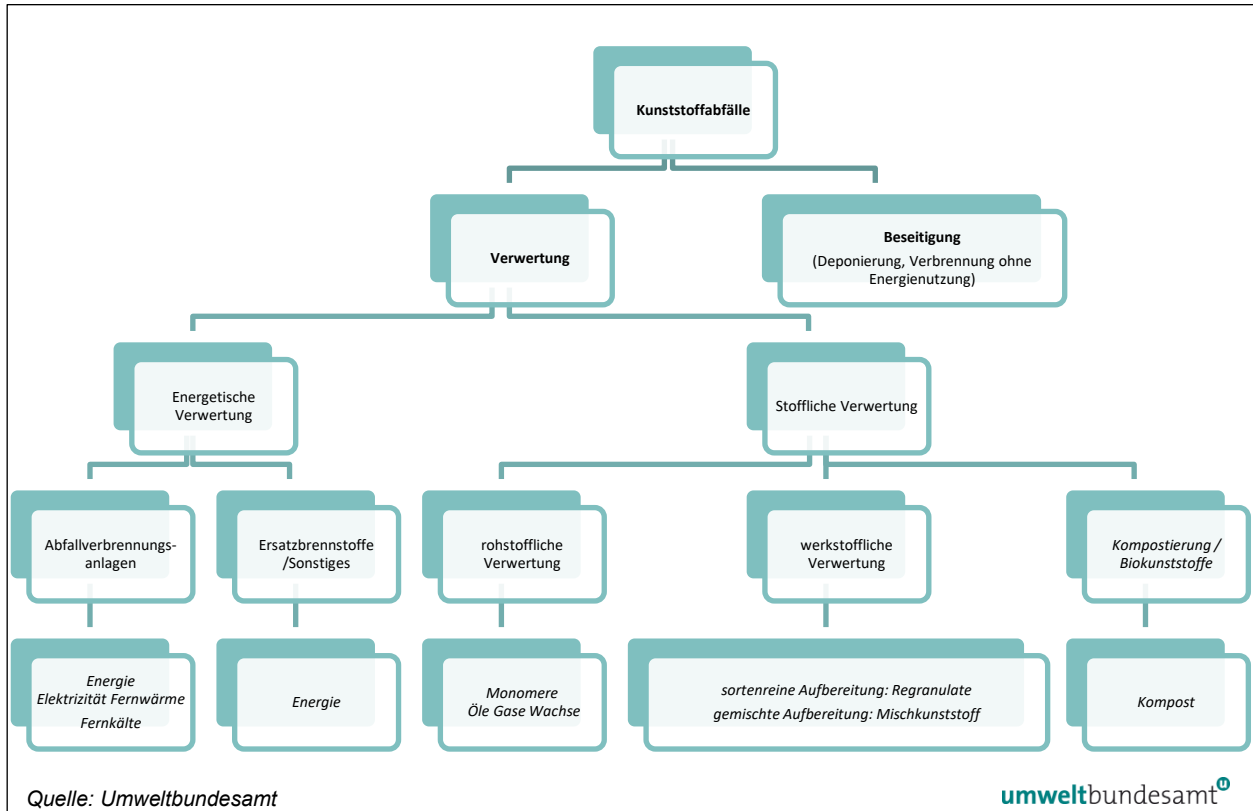 Kunststoffabfälle
Verwertung
Beseitigung
(Deponierung, Verbrennung ohne
Energienutzung)
Energetische
Verwertung
Stoffliche Verwertung
Abfallverbrennungs-
anlagen
Ersatzbrennstoffe
/Sonstiges
rohstoffliche
Verwertung
werkstoffliche
Verwertung
Kompostierung /
Biokunststoffe
Energie
Elektrizität Fernwärme
Fernkälte
Energie
Monomere
Öle Gase Wachse
sortenreine Aufbereitung: Regranulate
gemischte Aufbereitung: Mischkunststoff
Kompost
Quelle: Umweltbundesamt
umweltbundesamt u